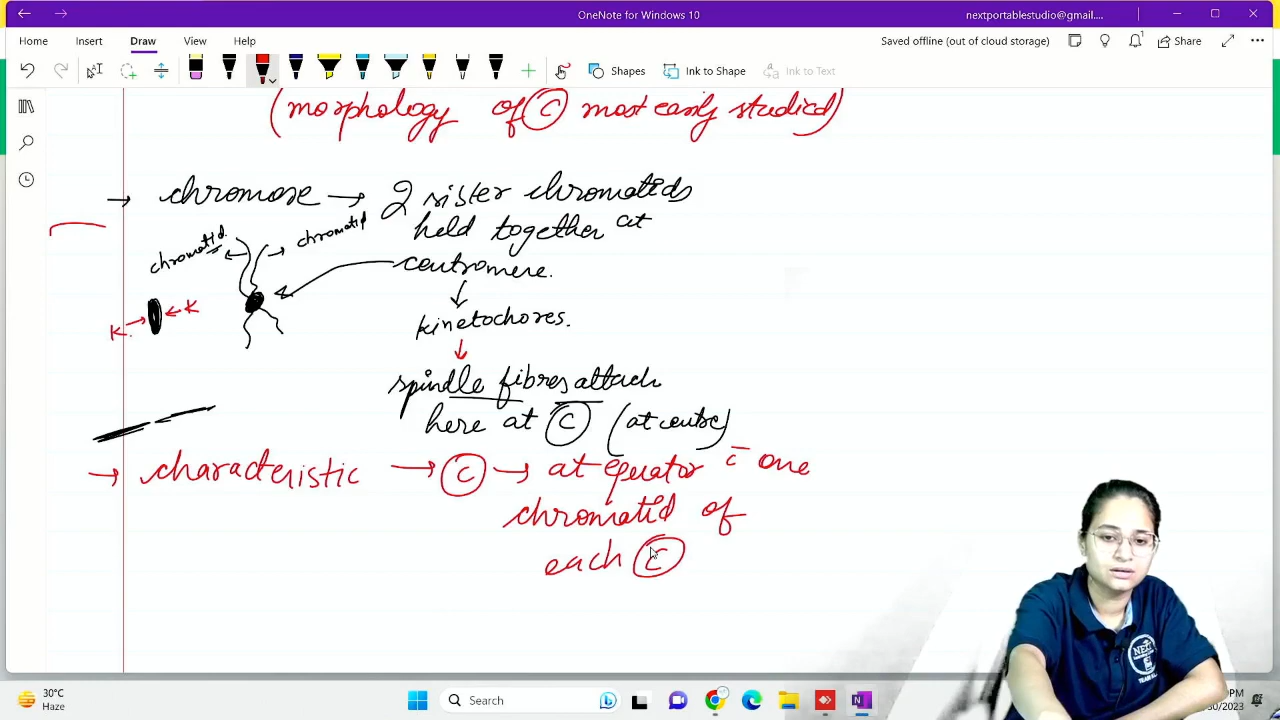 OneNote for Windows 10
nextportablestudio@gmail....
Home Insert Draw View Help
Saved offline (out of cloud storage)
Share
Shapes
Ink to Shape
Ink to Text
(morphology of C most easily studied)
→ chromose → 2 sister chromatids
held together at
centromere.
chromatid
chromatid
K
K
kinetochores.
spindle fibres attach
here at C (at centre)
→ characteristic → C → at equator c̄ one
chromatid of
each C
NEXT
30°C
Haze
Search